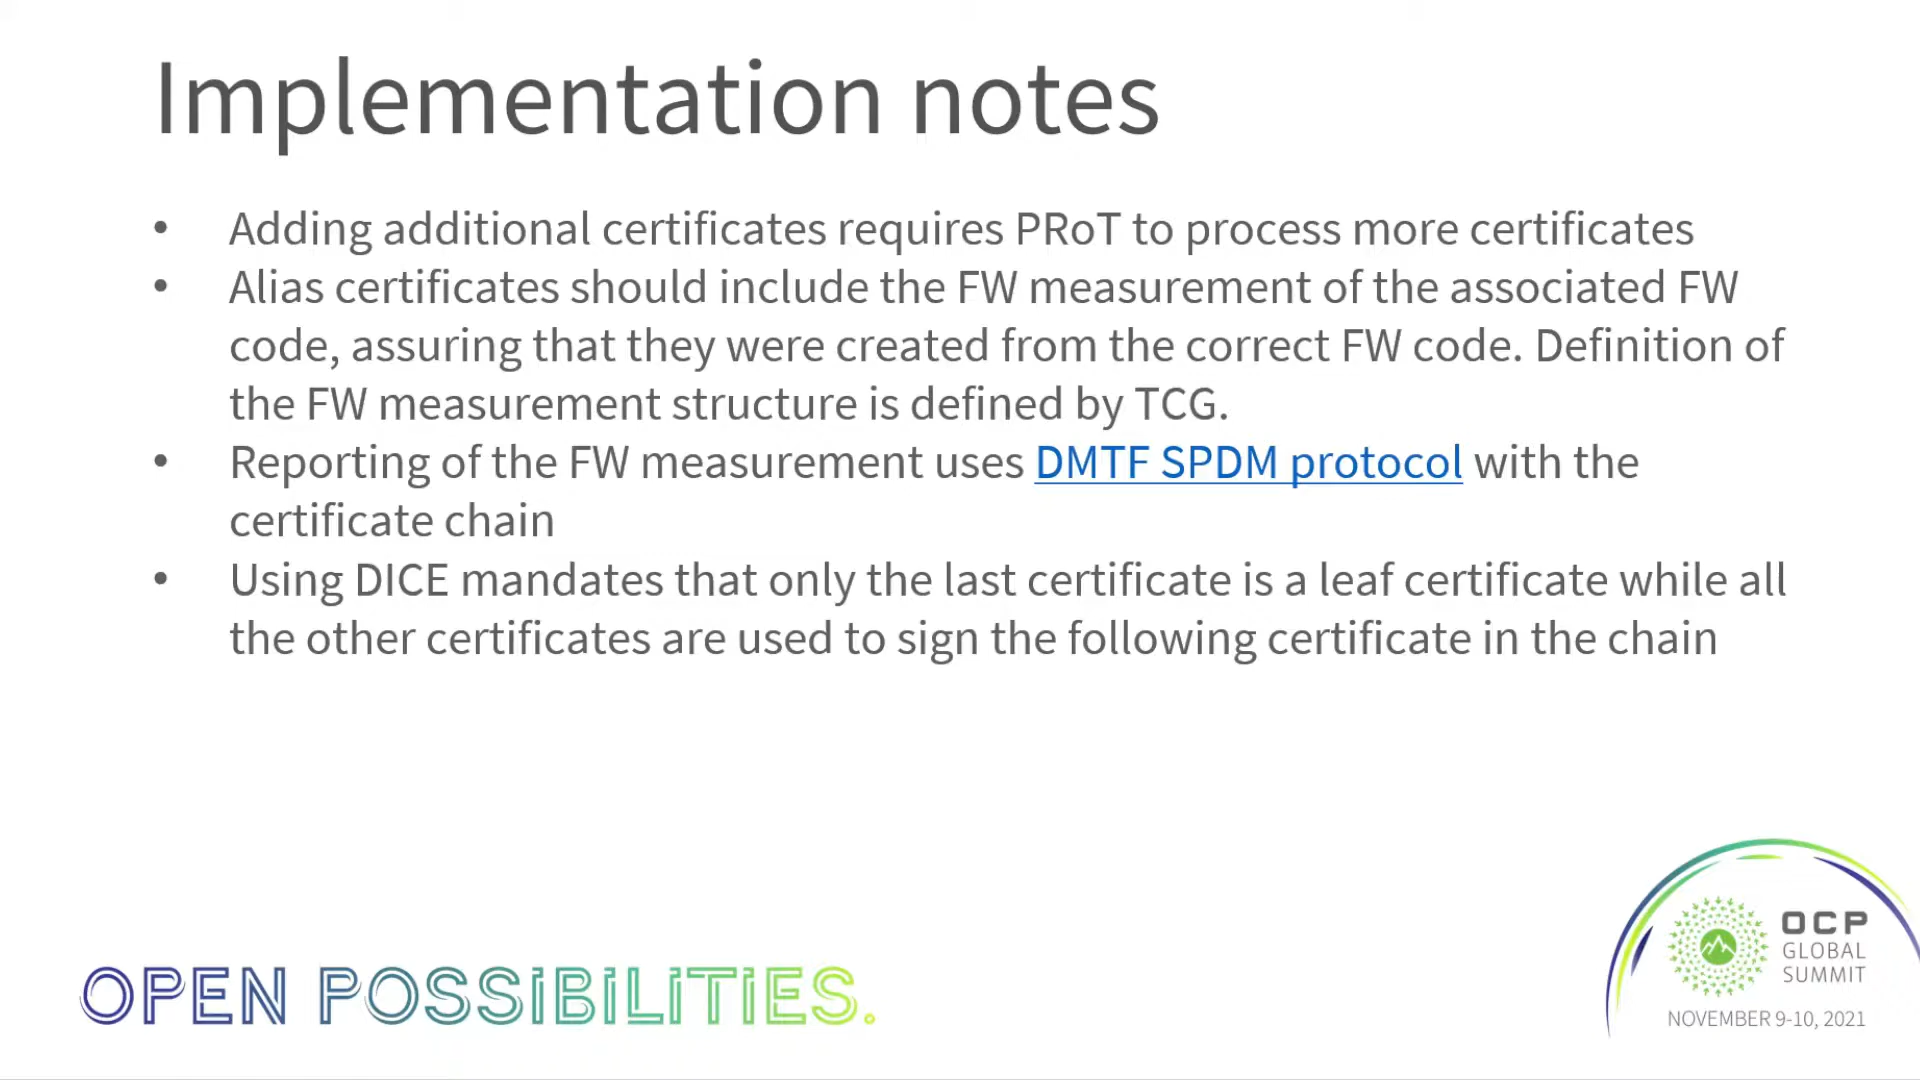 Implementation notes
• Adding additional certificates requires PRoT to process more certificates
• Alias certificates should include the FW measurement of the associated FW
code, assuring that they were created from the correct FW code. Definition of
the FW measurement structure is defined by TCG.
• Reporting of the FW measurement uses DMTF SPDM protocol with the
certificate chain
• Using DICE mandates that only the last certificate is a leaf certificate while all
the other certificates are used to sign the following certificate in the chain
OPEN POSSIBILITIES.
OCP
GLOBAL
SUMMIT
NOVEMBER 9-10, 2021